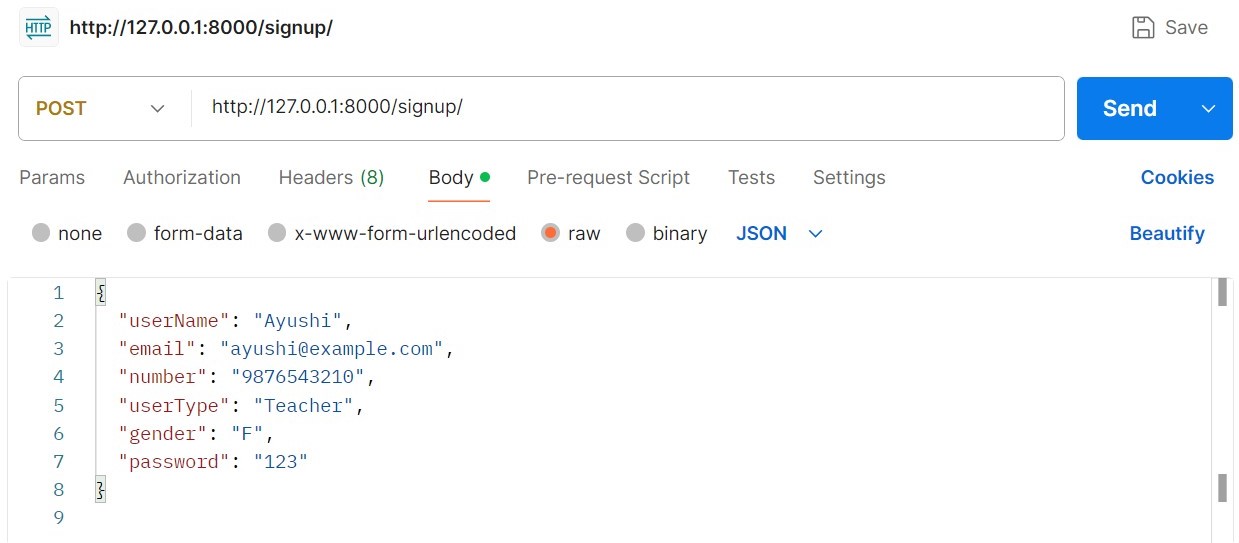 HTTP http://127.0.0.1:8000/signup/ Save
POST http://127.0.0.1:8000/signup/ Send
Params Authorization Headers (8) Body Pre-request Script Tests Settings Cookies
none form-data x-www-form-urlencoded raw binary JSON Beautify
1 {
2 "userName": "Ayushi",
3 "email": "ayushi@example.com",
4 "number": "9876543210",
5 "userType": "Teacher",
6 "gender": "F",
7 "password": "123"
8 }
9